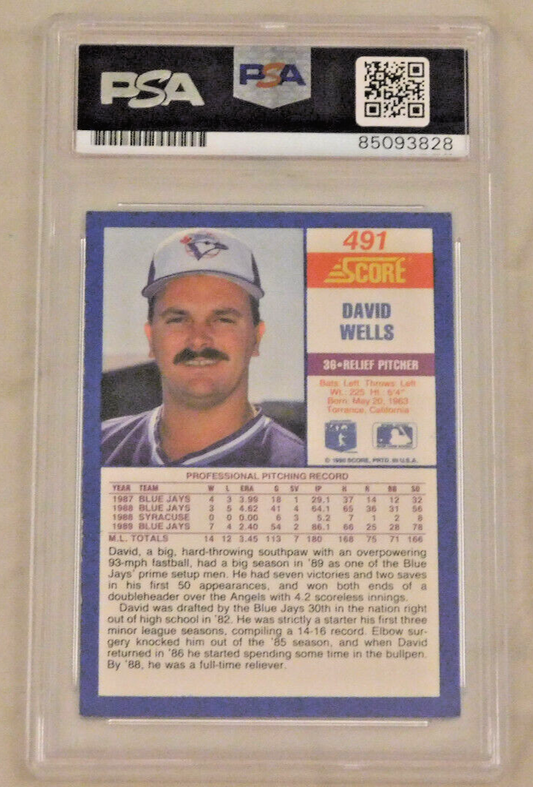 PSA
PSA
85093828
491
SCORE
DAVID
WELLS
36•RELIEF PITCHER
Bats: Left Throws: Left
Wt.: 225 Ht.: 6'4"
Born: May 20, 1963
Torrance, California
© 1990 SCORE, PRTD. IN U.S.A.
PROFESSIONAL PITCHING RECORD
YEAR TEAM W L ERA G SV IP H R BB SO
1987 BLUE JAYS 4 3 3.99 18 1 29.1 37 14 12 32
1988 BLUE JAYS 3 5 4.62 41 4 64.1 65 36 31 56
1988 SYRACUSE 0 0 0.00 6 3 5.2 7 1 2 8
1989 BLUE JAYS 7 4 2.40 54 2 86.1 66 25 28 78
M.L. TOTALS 14 12 3.45 113 7 180 168 75 71 166
David, a big, hard-throwing southpaw with an overpowering
93-mph fastball, had a big season in '89 as one of the Blue
Jays' prime setup men. He had seven victories and two saves
in his first 50 appearances, and won both ends of a
doubleheader over the Angels with 4.2 scoreless innings.
David was drafted by the Blue Jays 30th in the nation right
out of high school in '82. He was strictly a starter his first three
minor league seasons, compiling a 14-16 record. Elbow sur-
gery knocked him out of the '85 season, and when David
returned in '86 he started spending some time in the bullpen.
By '88, he was a full-time reliever.